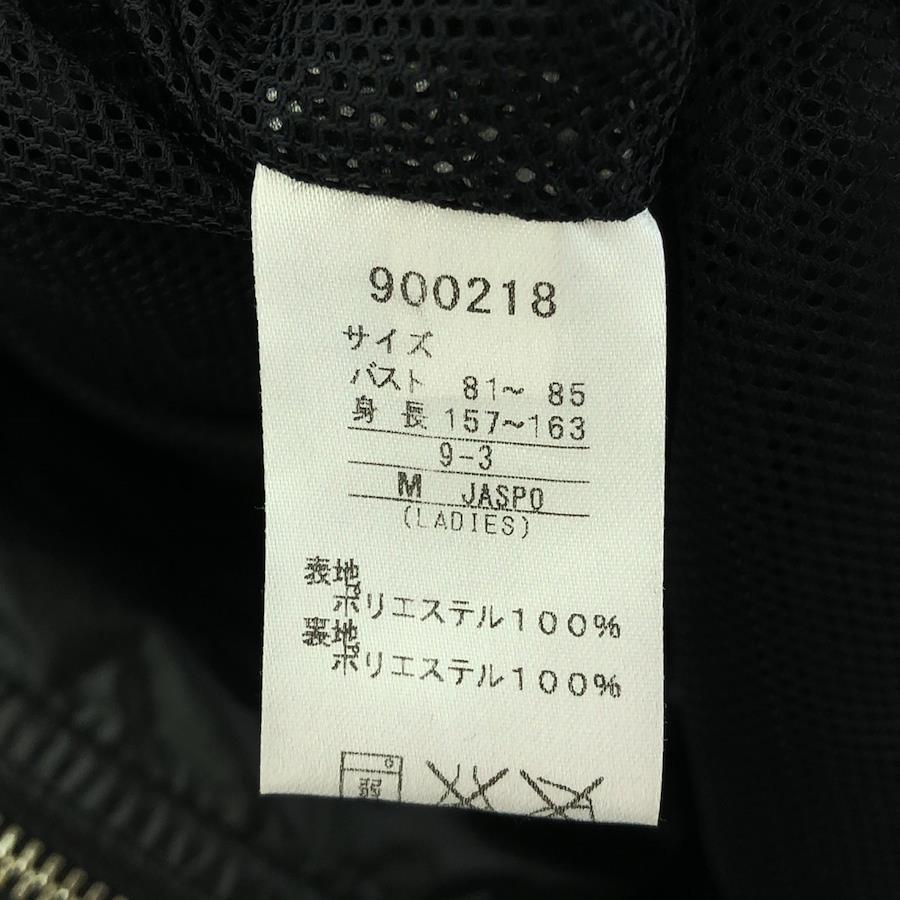 900218
サイズ
バスト 81～ 85
身 長 157～163
9-3
M JASPO
(LADIES)
表地
ポリエステル100%
裏地
ポリエステル100%
弱